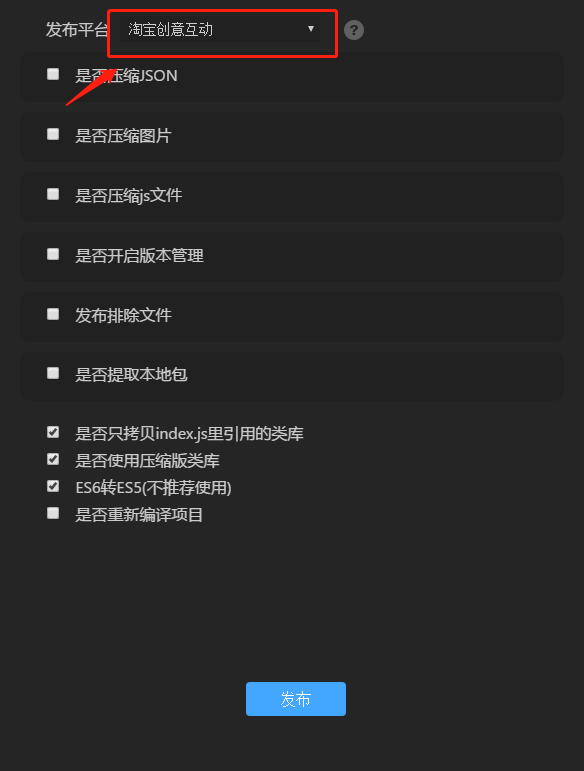 发布平台 淘宝创意互动 ?
是否压缩JSON
是否压缩图片
是否压缩js文件
是否开启版本管理
发布排除文件
是否提取本地包
是否只拷贝index.js里引用的类库
是否使用压缩版类库
ES6转ES5(不推荐使用)
是否重新编译项目
发布